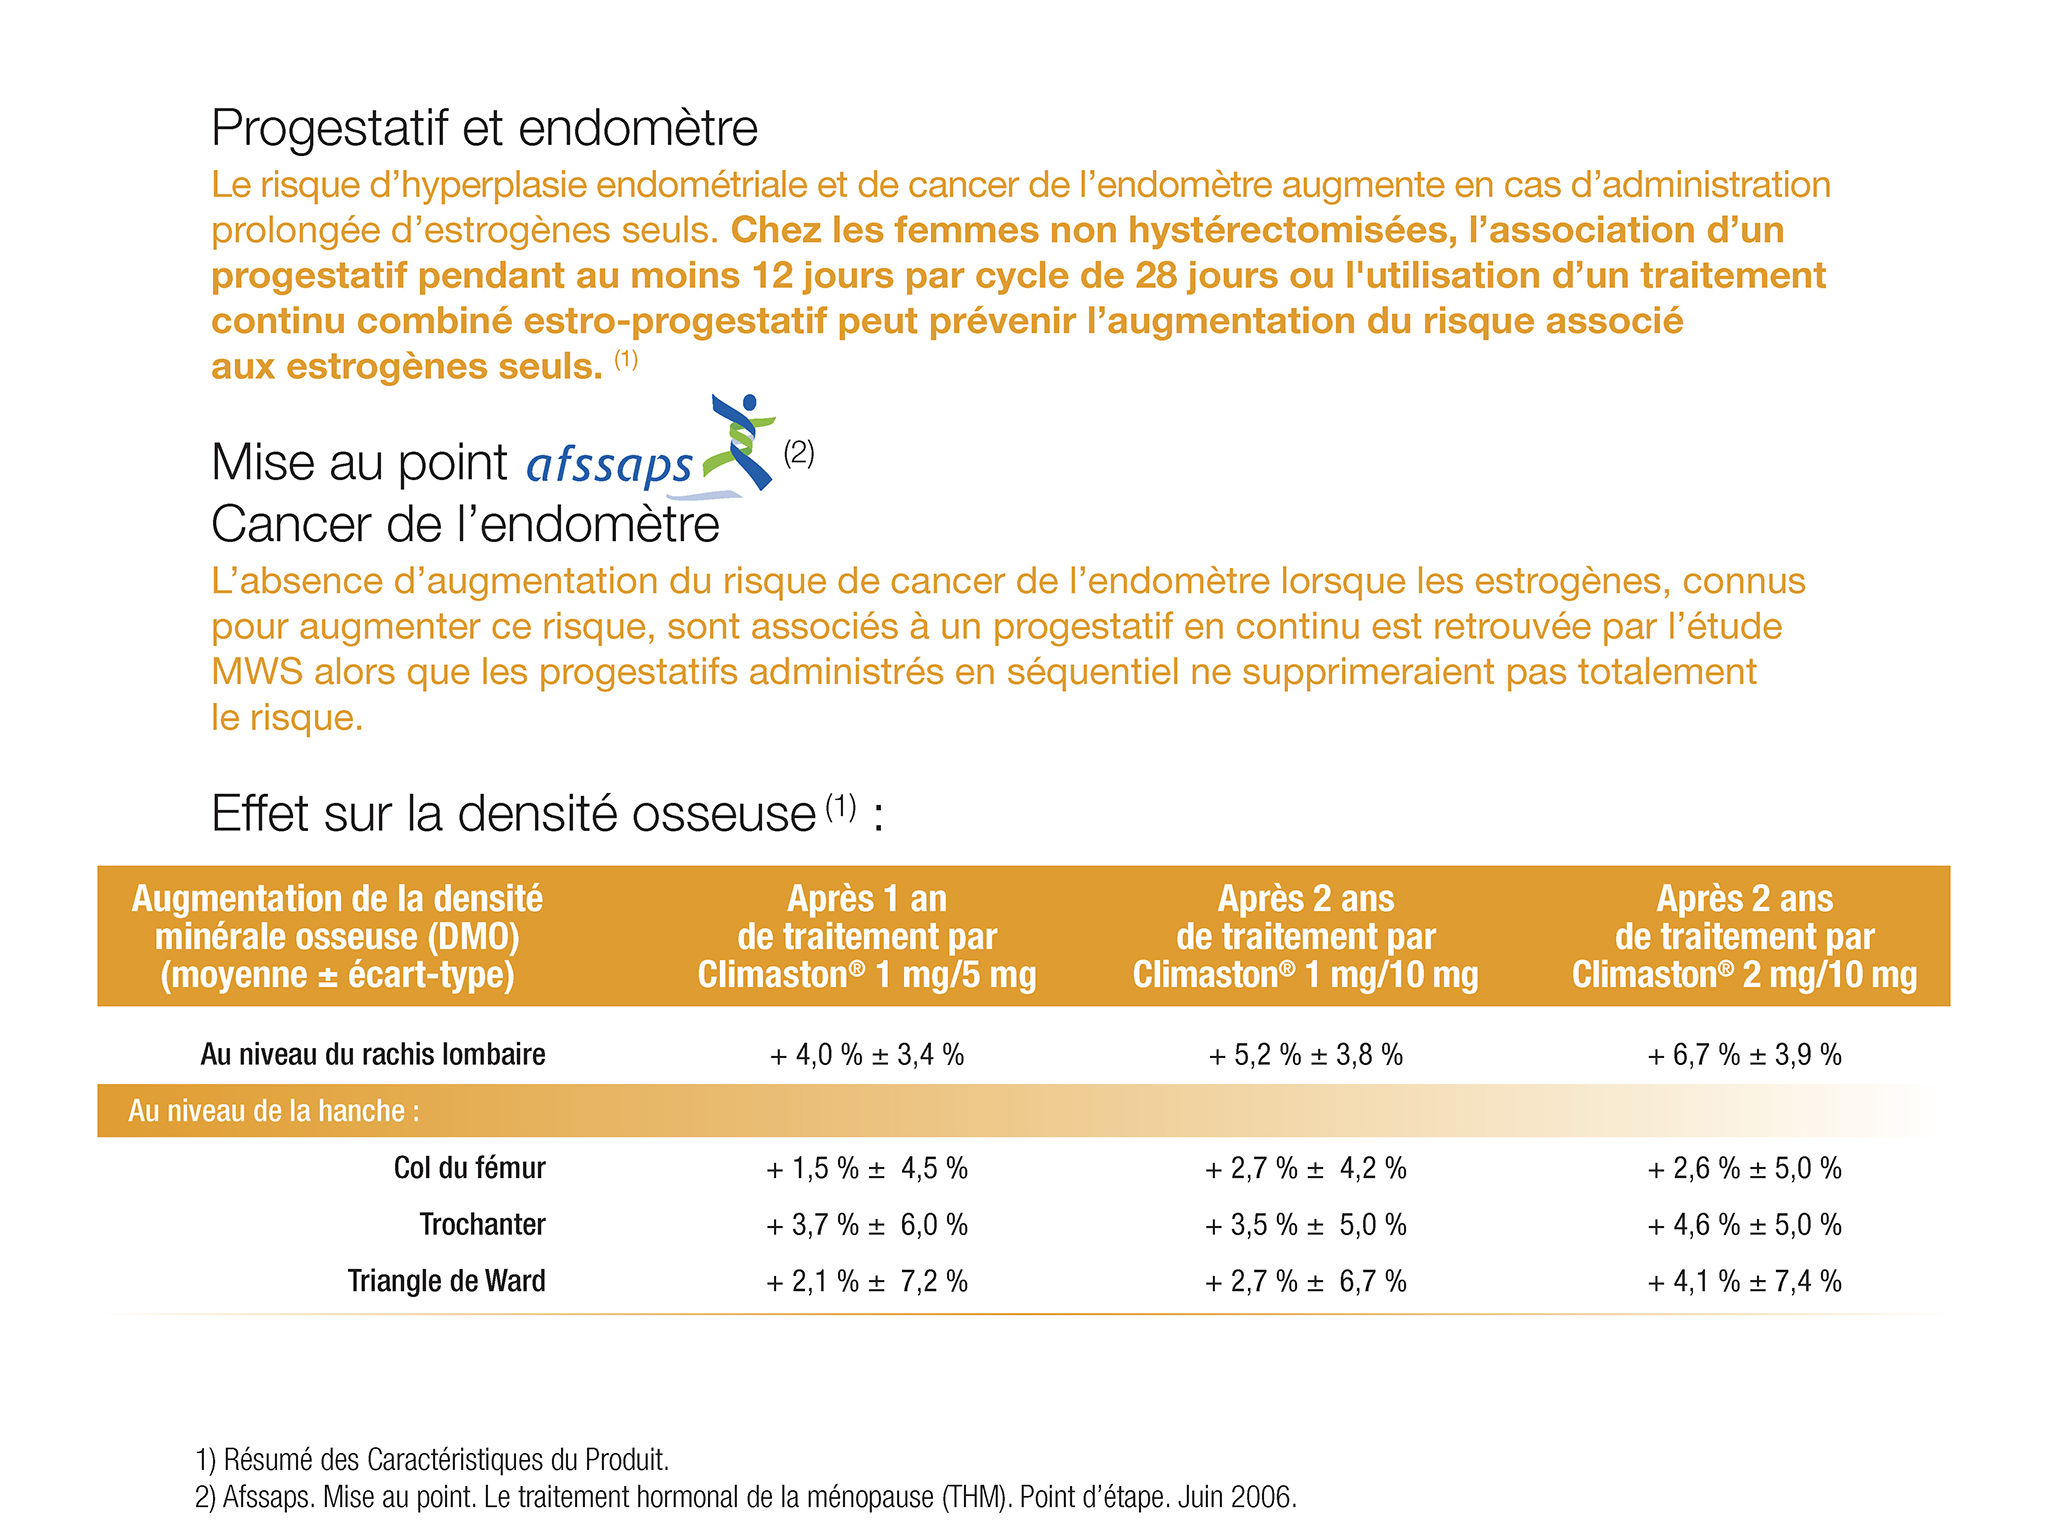 Progestatif et endomètre
Le risque d’hyperplasie endométriale et de cancer de l’endomètre augmente en cas d’administration
prolongée d’estrogènes seuls. Chez les femmes non hystérectomisées, l’association d’un
progestatif pendant au moins 12 jours par cycle de 28 jours ou l'utilisation d’un traitement
continu combiné estro-progestatif peut prévenir l’augmentation du risque associé
aux estrogènes seuls. (1)
Mise au point afssaps (2)
Cancer de l’endomètre
L’absence d’augmentation du risque de cancer de l’endomètre lorsque les estrogènes, connus
pour augmenter ce risque, sont associés à un progestatif en continu est retrouvée par l’étude
MWS alors que les progestatifs administrés en séquentiel ne supprimeraient pas totalement
le risque.
Effet sur la densité osseuse (1) :
Augmentation de la densité Après 1 an Après 2 ans Après 2 ans
minérale osseuse (DMO) de traitement par de traitement par de traitement par
(moyenne ± écart-type) Climaston® 1 mg/5 mg Climaston® 1 mg/10 mg Climaston® 2 mg/10 mg
Au niveau du rachis lombaire + 4,0 % ± 3,4 % + 5,2 % ± 3,8 % + 6,7 % ± 3,9 %
Au niveau de la hanche :
Col du fémur + 1,5 % ± 4,5 % + 2,7 % ± 4,2 % + 2,6 % ± 5,0 %
Trochanter + 3,7 % ± 6,0 % + 3,5 % ± 5,0 % + 4,6 % ± 5,0 %
Triangle de Ward + 2,1 % ± 7,2 % + 2,7 % ± 6,7 % + 4,1 % ± 7,4 %
1) Résumé des Caractéristiques du Produit.
2) Afssaps. Mise au point. Le traitement hormonal de la ménopause (THM). Point d’étape. Juin 2006.